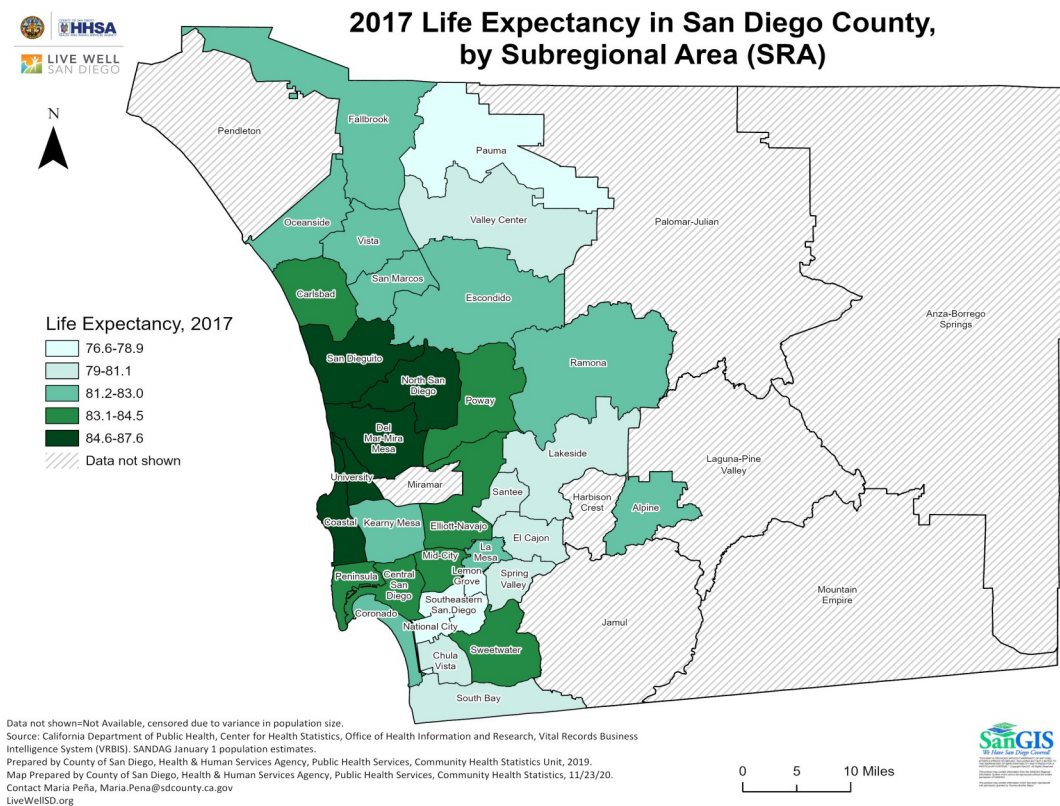 2017 Life Expectancy in San Diego County,
by Subregional Area (SRA)
COUNTY OF SAN DIEGO
HHSA
HEALTH AND HUMAN SERVICES AGENCY
LIVE WELL
SAN DIEGO
N
Pendleton
Fallbrook
Pauma
Oceanside
Valley Center
Palomar-Julian
Vista
San Marcos
Carlsbad
Escondido
Anza-Borrego
Springs
San Dieguito
North San
Diego
Poway
Ramona
Del
Mar-Mira
Mesa
Lakeside
Laguna-Pine
Valley
University
Miramar
Santee
Harbison
Crest
Alpine
Coastal
Kearny Mesa
Elliott-Navajo
El Cajon
Mid-City
La
Mesa
Peninsula
Central
San
Diego
Lemon
Grove
Spring
Valley
Mountain
Empire
Coronado
Southeastern
San Diego
National City
Jamul
Chula
Vista
Sweetwater
South Bay
Life Expectancy, 2017
76.6-78.9
79-81.1
81.2-83.0
83.1-84.5
84.6-87.6
Data not shown
Data not shown=Not Available, censored due to variance in population size.
Source: California Department of Public Health, Center for Health Statistics, Office of Health Information and Research, Vital Records Business
Intelligence System (VRBIS). SANDAG January 1 population estimates.
Prepared by County of San Diego, Health & Human Services Agency, Public Health Services, Community Health Statistics Unit, 2019.
Map Prepared by County of San Diego, Health & Human Services Agency, Public Health Services, Community Health Statistics, 11/23/20.
Contact Maria Peña, Maria.Pena@sdcounty.ca.gov
LiveWellSD.org
0 5 10 Miles
SanGIS
We Have San Diego Covered!